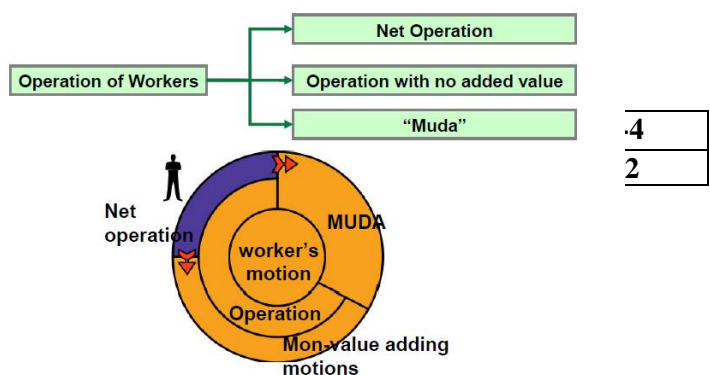 Net Operation
Operation of Workers
Operation with no added value
“Muda”
-4
2
Net
operation
MUDA
worker's
motion
Operation
Mon-value adding
motions